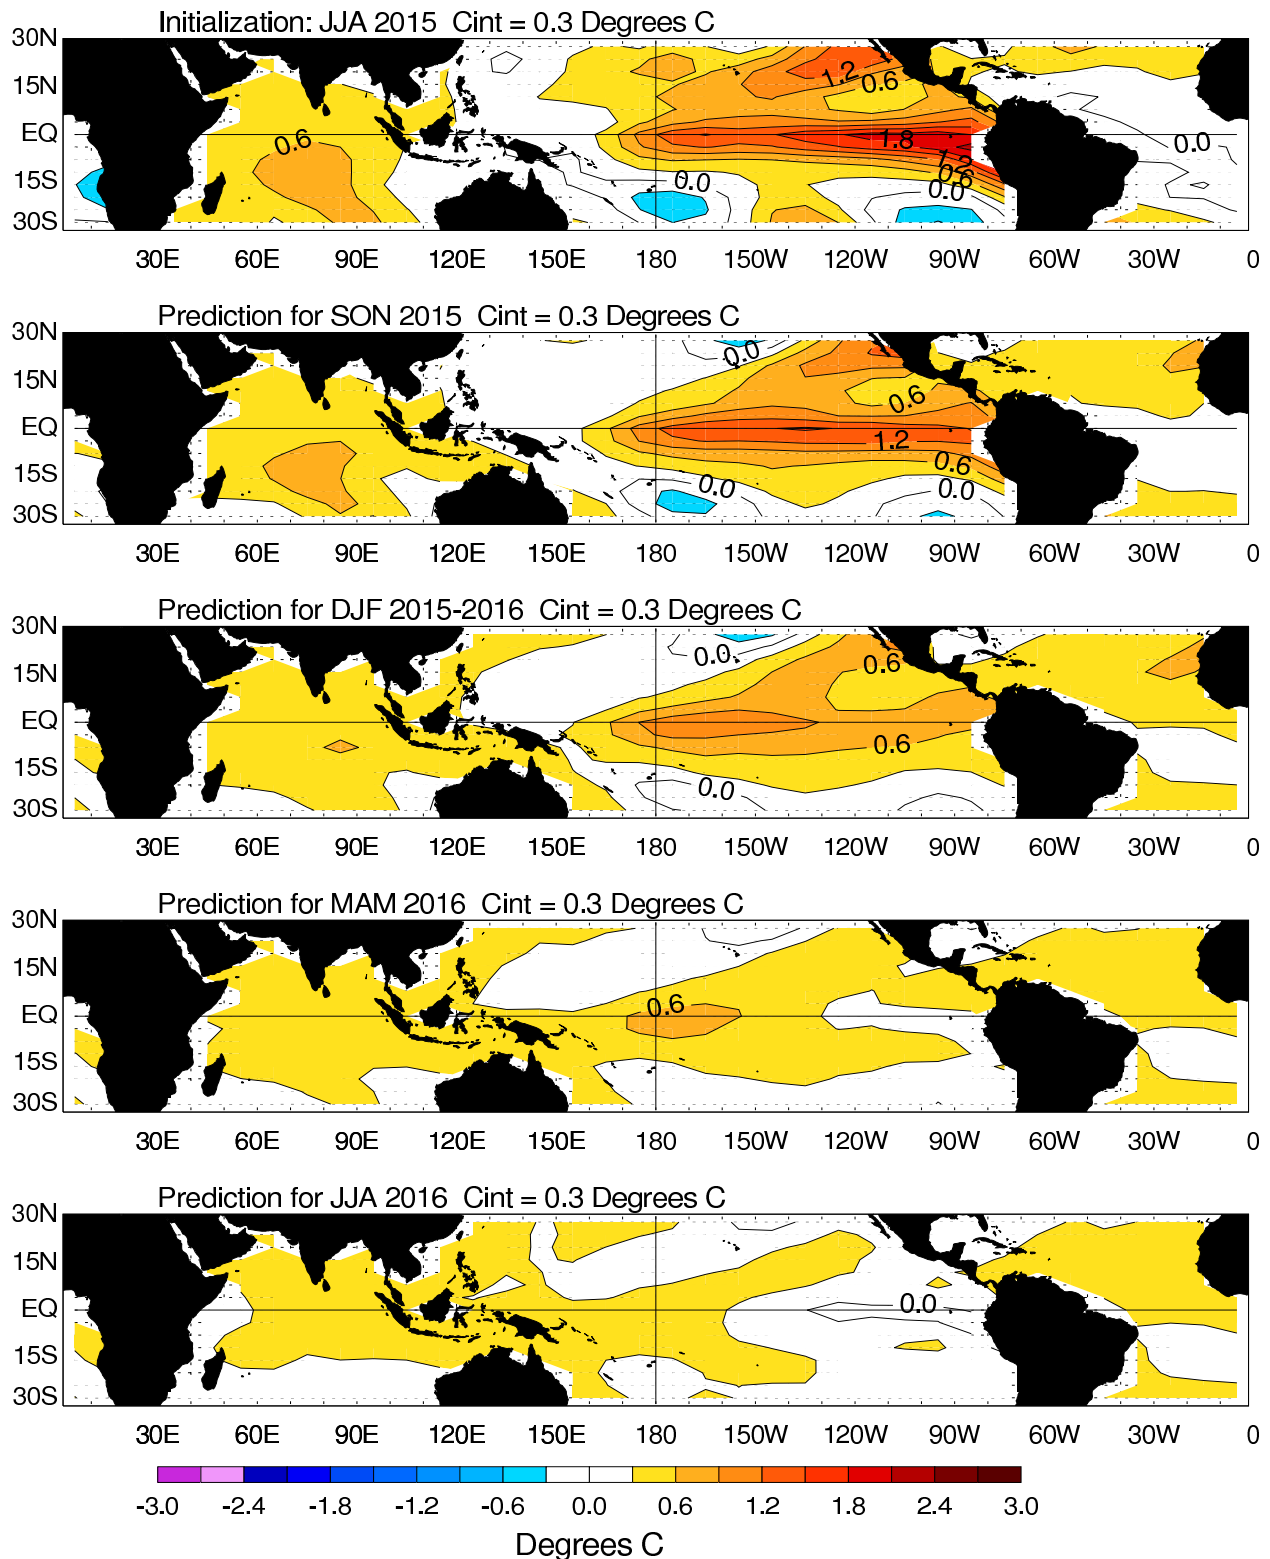 Initialization: JJA 2015 Cint = 0.3 Degrees C
30N
15N
EQ
15S
30S
1.2
0.6
0.6
1.8
0.0
1.2
0.6
0.0
0.0
30E 60E 90E 120E 150E 180 150W 120W 90W 60W 30W 0
Prediction for SON 2015 Cint = 0.3 Degrees C
30N
15N
EQ
15S
30S
0.0
0.6
1.2
0.6
0.0
0.0
30E 60E 90E 120E 150E 180 150W 120W 90W 60W 30W 0
Prediction for DJF 2015-2016 Cint = 0.3 Degrees C
30N
15N
EQ
15S
30S
0.0
0.6
0.6
0.0
30E 60E 90E 120E 150E 180 150W 120W 90W 60W 30W 0
Prediction for MAM 2016 Cint = 0.3 Degrees C
30N
15N
EQ
15S
30S
0.6
30E 60E 90E 120E 150E 180 150W 120W 90W 60W 30W 0
Prediction for JJA 2016 Cint = 0.3 Degrees C
30N
15N
EQ
15S
30S
0.0
30E 60E 90E 120E 150E 180 150W 120W 90W 60W 30W 0
-3.0 -2.4 -1.8 -1.2 -0.6 0.0 0.6 1.2 1.8 2.4 3.0
Degrees C